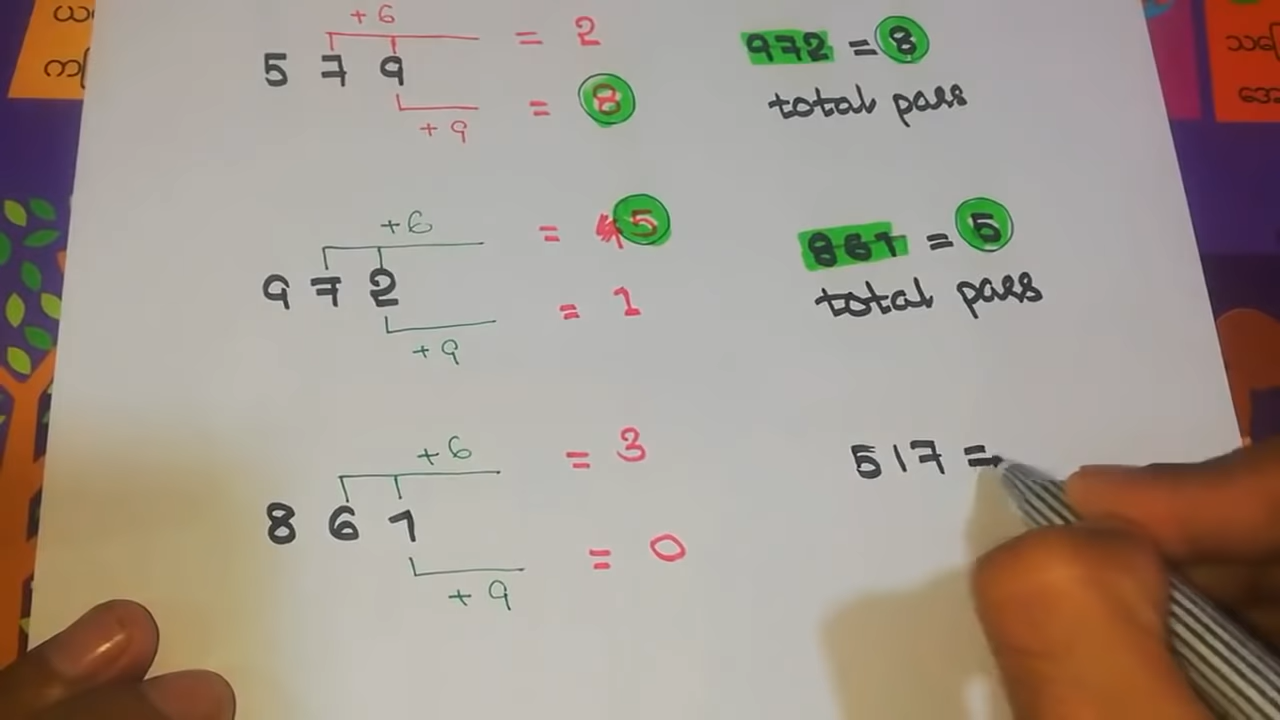 +6
5 7 9 = 2
= 8
+9
972 = 8
total pass
+6
9 7 2 = 5
= 1
+9
867 = 5
total pass
+6
8 6 7 = 3
= 0
+9
517 =